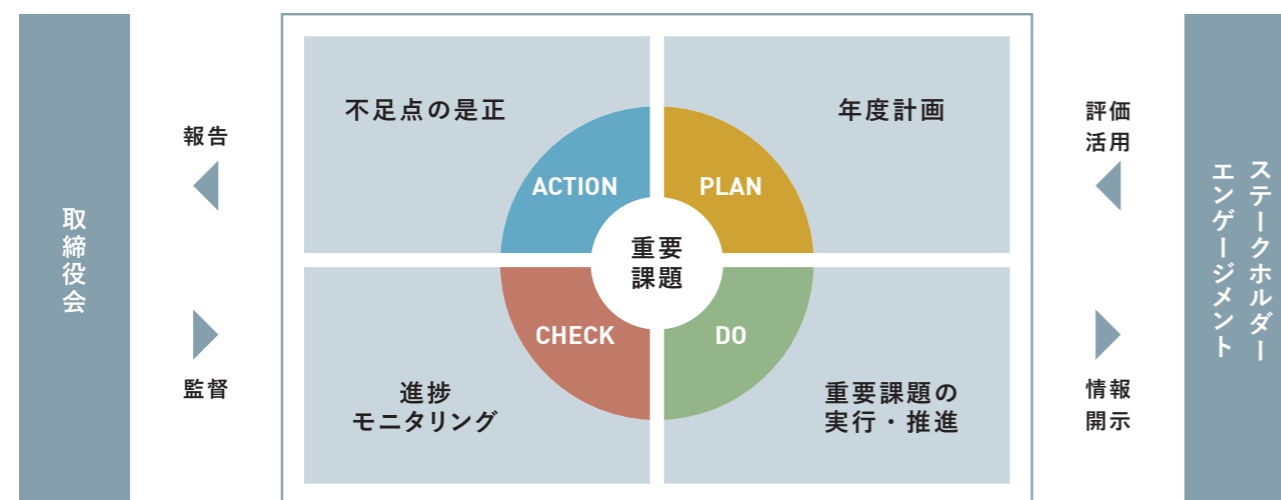 取締役会
報告
監督
不足点の是正
年度計画
ACTION
PLAN
重要
課題
CHECK
DO
進捗
モニタリング
重要課題の
実行・推進
評価
活用
情報
開示
ステークホルダー
エンゲージメント